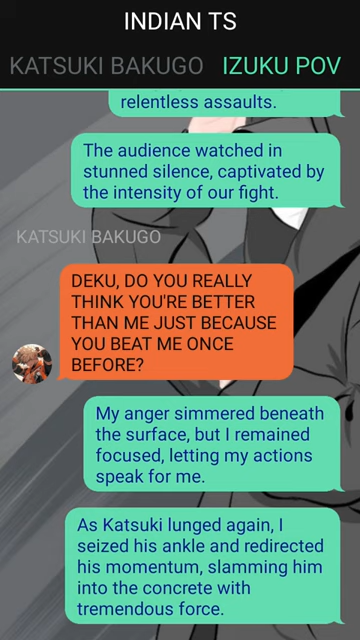 INDIAN TS
KATSUKI BAKUGO IZUKU POV
relentless assaults.
The audience watched in
stunned silence, captivated by
the intensity of our fight.
KATSUKI BAKUGO
DEKU, DO YOU REALLY
THINK YOU'RE BETTER
THAN ME JUST BECAUSE
YOU BEAT ME ONCE
BEFORE?
My anger simmered beneath
the surface, but I remained
focused, letting my actions
speak for me.
As Katsuki lunged again, I
seized his ankle and redirected
his momentum, slamming him
into the concrete with
tremendous force.